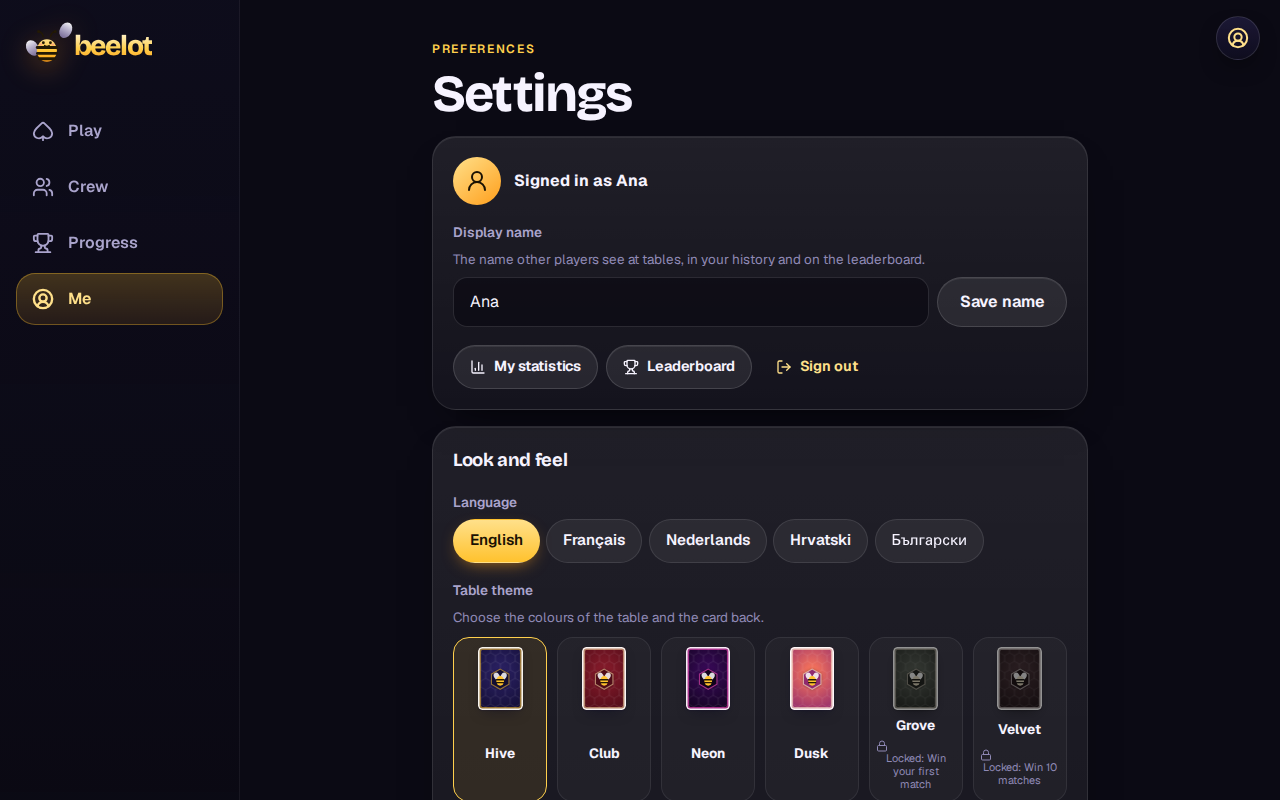 beelot
Play
Crew
Progress
Me
PREFERENCES
Settings
Signed in as Ana
Display name
The name other players see at tables, in your history and on the leaderboard.
Ana
Save name
My statistics
Leaderboard
Sign out
Look and feel
Language
English
Français
Nederlands
Hrvatski
Български
Table theme
Choose the colours of the table and the card back.
Hive
Club
Neon
Dusk
Grove
Locked: Win
your first
match
Velvet
Locked: Win 10
matches